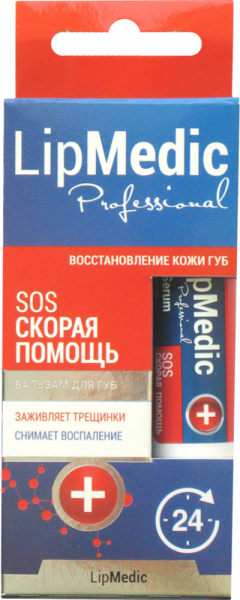 LipMedic
Professional
ВОССТАНОВЛЕНИЕ КОЖИ ГУБ
SOS
СКОРАЯ
ПОМОЩЬ
БАЛЬЗАМ ДЛЯ ГУБ
ЗАЖИВЛЯЕТ ТРЕЩИНКИ
СНИМАЕТ ВОСПАЛЕНИЕ
LipMedic
Professional
Serum
SOS
СКОРАЯ ПОМОЩЬ
24
LipMedic